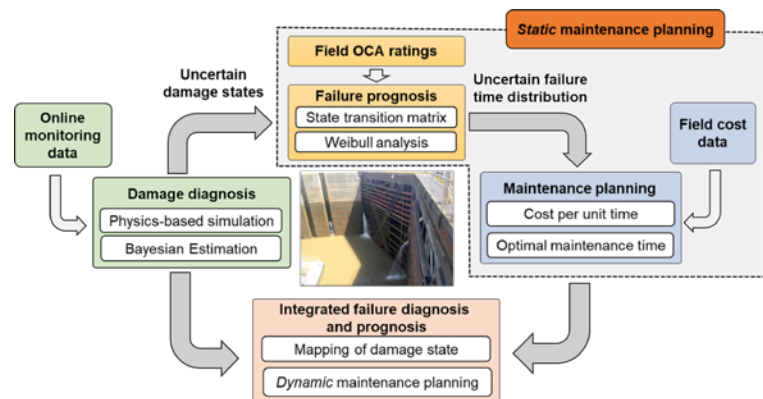 Static maintenance planning
Field OCA ratings
Uncertain
damage states
Failure prognosis
State transition matrix
Weibull analysis
Uncertain failure
time distribution
Online
monitoring
data
Field cost
data
Damage diagnosis
Physics-based simulation
Bayesian Estimation
Maintenance planning
Cost per unit time
Optimal maintenance time
Integrated failure diagnosis
and prognosis
Mapping of damage state
Dynamic maintenance planning